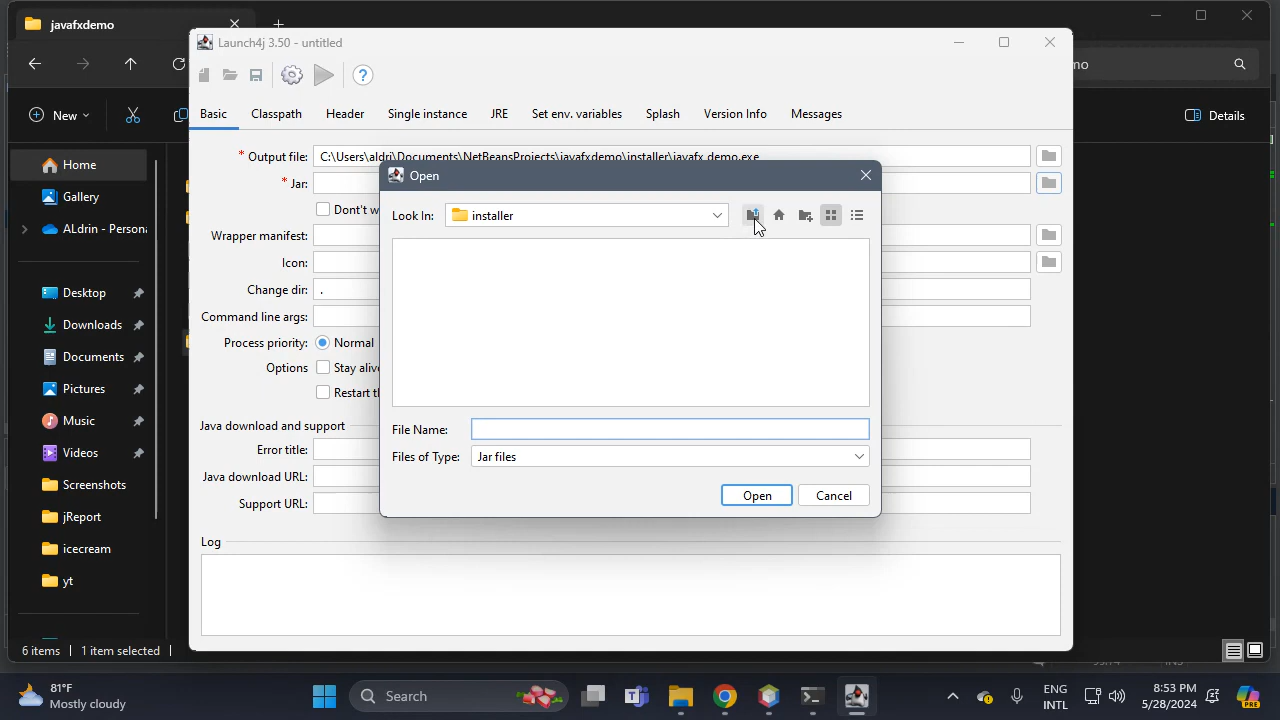 javafxdemo
Launch4j 3.50 - untitled
mo
New
Details
Basic
Classpath
Header
Single instance
JRE
Set env. variables
Splash
Version Info
Messages
Home
Gallery
ALdrin - Persona
Desktop
Downloads
Documents
Pictures
Music
Videos
Screenshots
jReport
icecream
yt
* Output file:
C:\Users\aldri\Documents\NetBeansProjects\javafxdemo\installer\javafx demo.exe
* Jar:
Don't w
Wrapper manifest:
Icon:
Change dir:
.
Command line args:
Process priority:
Normal
Options
Stay aliv
Restart t
Java download and support
Error title:
Java download URL:
Support URL:
Log
Open
Look In:
installer
File Name:
Files of Type:
Jar files
Open
Cancel
6 items
1 item selected
INS
81°F
Mostly cloudy
Search
ENG
INTL
8:53 PM
5/28/2024
PRE